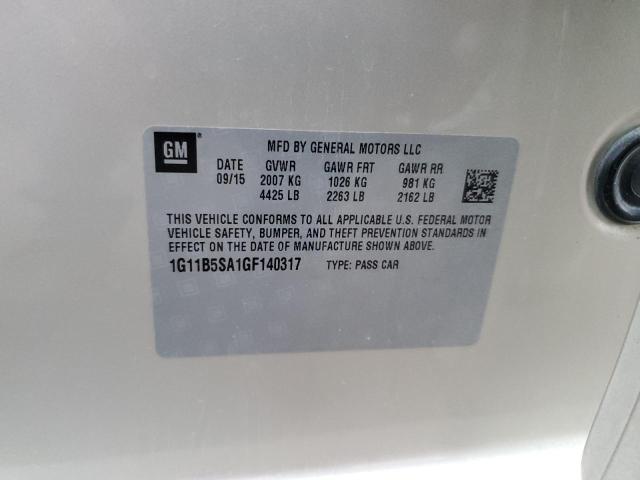 GM ® MFD BY GENERAL MOTORS LLC
DATE GVWR GAWR FRT GAWR RR
09/15 2007 KG 1026 KG 981 KG
4425 LB 2263 LB 2162 LB
THIS VEHICLE CONFORMS TO ALL APPLICABLE U.S. FEDERAL MOTOR
VEHICLE SAFETY, BUMPER, AND THEFT PREVENTION STANDARDS IN
EFFECT ON THE DATE OF MANUFACTURE SHOWN ABOVE.
1G11B5SA1GF140317 TYPE: PASS CAR